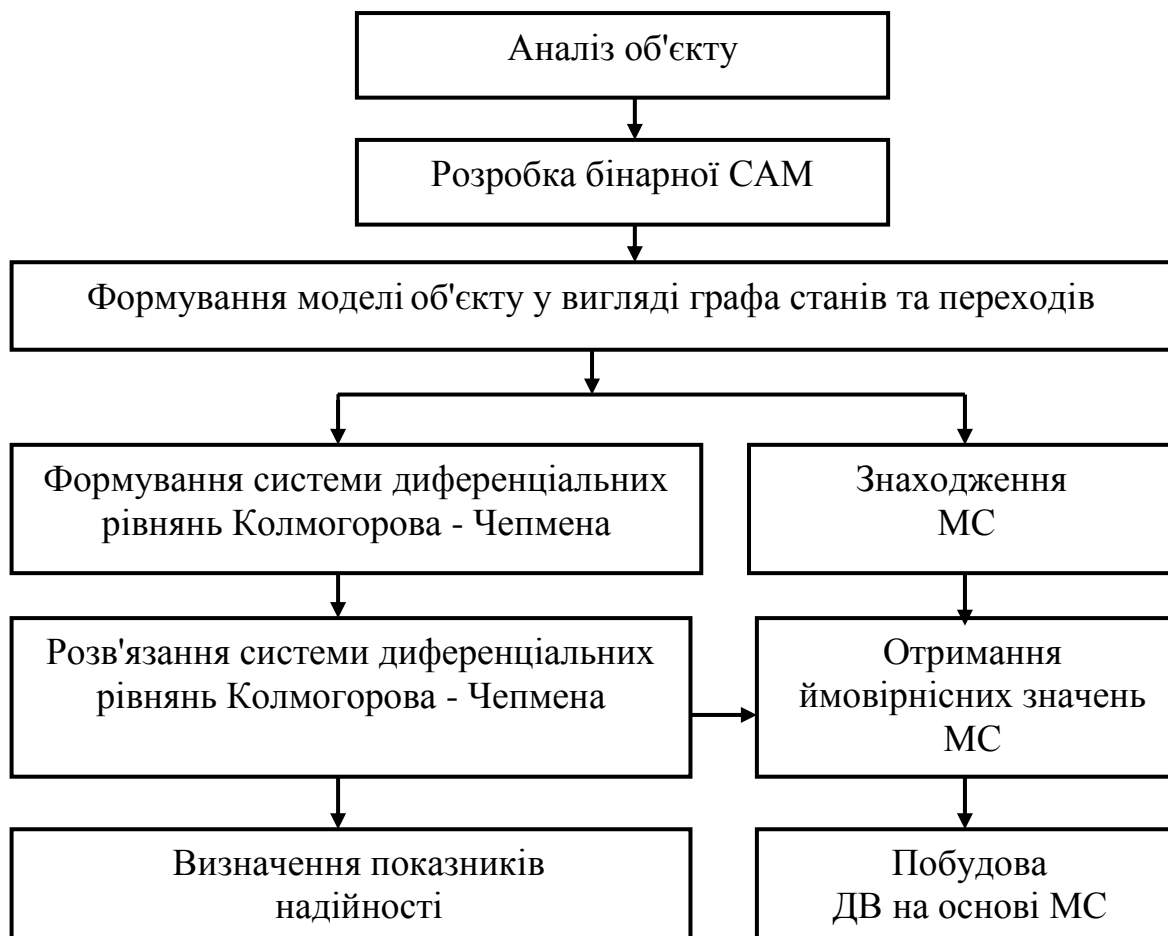 Аналіз об'єкту
Розробка бінарної САМ
Формування моделі об'єкту у вигляді графа станів та переходів
Формування системи диференціальних
рівнянь Колмогорова - Чепмена
Знаходження
МС
Розв'язання системи диференціальних
рівнянь Колмогорова - Чепмена
Отримання
ймовірнісних значень
МС
Визначення показників
надійності
Побудова
ДВ на основі МС